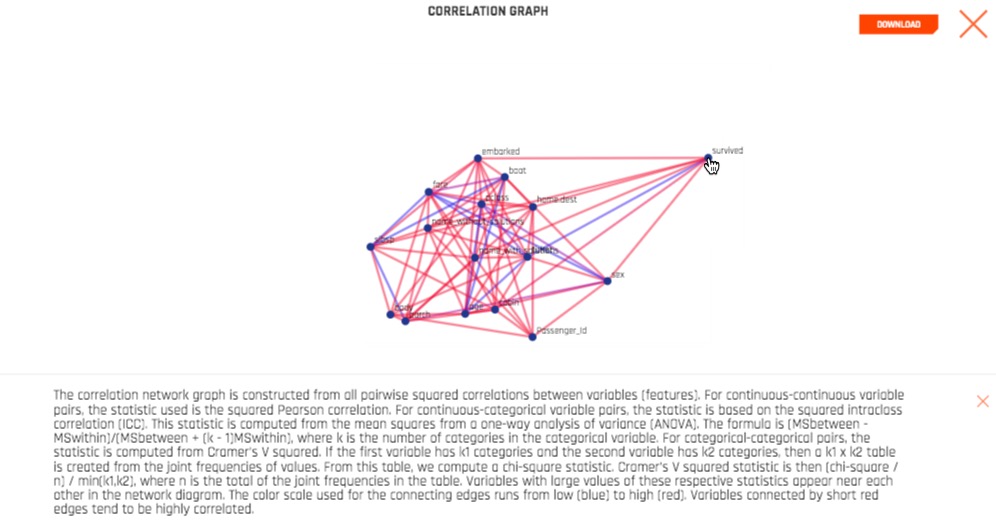 CORRELATION GRAPH
DOWNLOAD
embarked
survived
boat
fare
pclass
home.dest
sibsp
sex
cabin
Passenger_Id
The correlation network graph is constructed from all pairwise squared correlations between variables (features). For continuous-continuous variable
pairs, the statistic used is the squared Pearson correlation. For continuous-categorical variable pairs, the statistic is based on the squared intraclass
correlation (ICC). This statistic is computed from the mean squares from a one-way analysis of variance (ANOVA). The formula is (MSbetween -
MSwithin)/(MSbetween + (k - 1)MSwithin), where k is the number of categories in the categorical variable. For categorical-categorical pairs, the
statistic is computed from Cramer's V squared. If the first variable has k1 categories and the second variable has k2 categories, then a k1 x k2 table
is created from the joint frequencies of values. From this table, we compute a chi-square statistic. Cramer's V squared statistic is then (chi-square /
n) / min(k1,k2), where n is the total of the joint frequencies in the table. Variables with large values of these respective statistics appear near each
other in the network diagram. The color scale used for the connecting edges runs from low (blue) to high (red). Variables connected by short red
edges tend to be highly correlated.